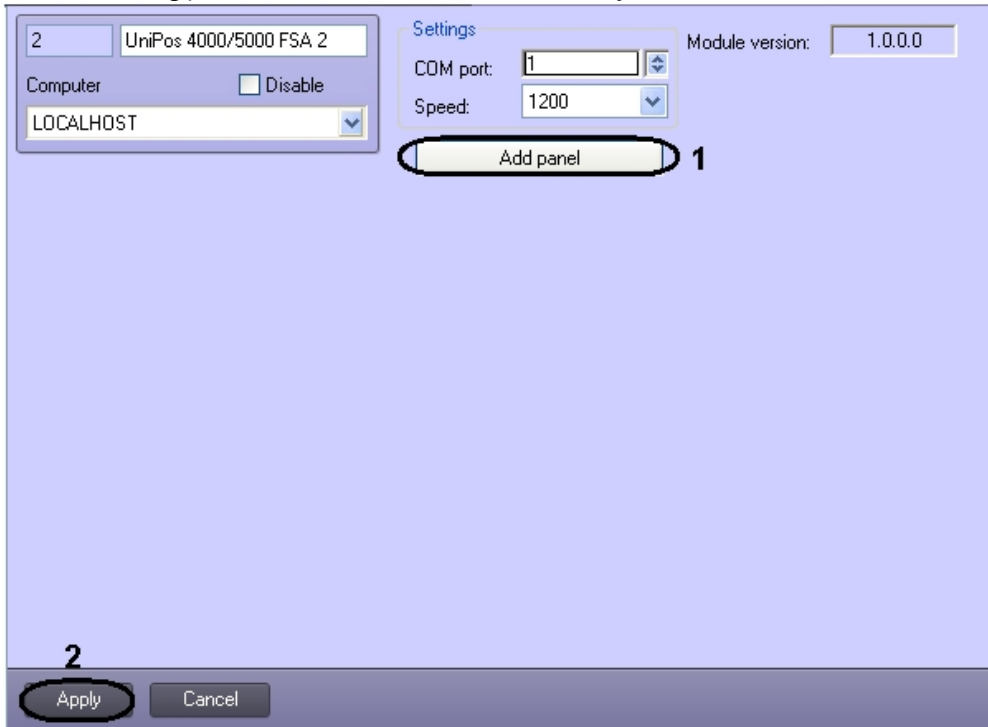 2
UniPos 4000/5000 FSA 2
Computer
Disable
LOCALHOST
Settings
COM port:
1
Speed:
1200
Module version:
1.0.0.0
Add panel
1
2
Apply
Cancel